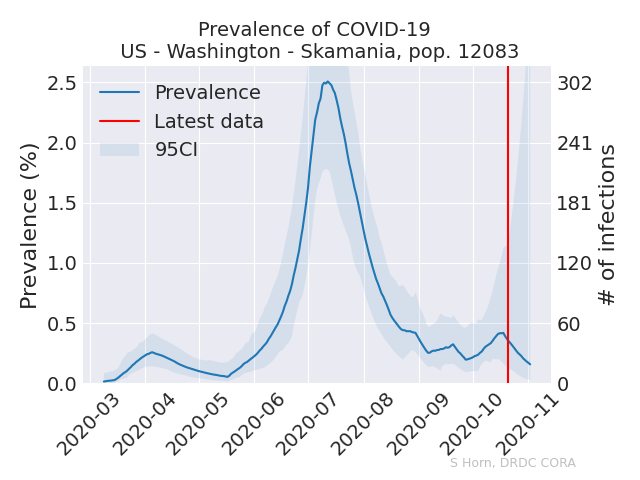 Prevalence of COVID-19
US - Washington - Skamania, pop. 12083
Prevalence
Latest data
95CI
Prevalence (%)
2.5
2.0
1.5
1.0
0.5
0.0
302
241
181
120
60
0
# of infections
2020-03
2020-04
2020-05
2020-06
2020-07
2020-08
2020-09
2020-10
2020-11
S Horn, DRDC CORA